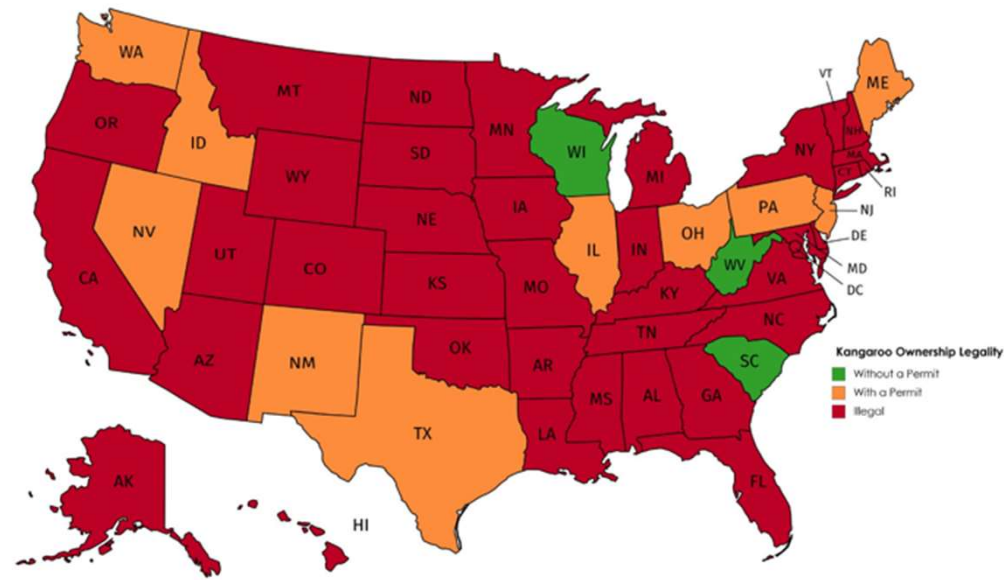 WA
OR
CA
ID
NV
MT
WY
UT
AZ
CO
NM
ND
SD
NE
KS
OK
TX
MN
IA
MO
AR
LA
WI
IL
MI
IN
OH
KY
TN
MS
AL
GA
FL
SC
NC
VA
WV
PA
NY
VT
NH
ME
MA
CT
RI
NJ
DE
MD
DC
AK
HI
Kangaroo Ownership Legality
Without a Permit
With a Permit
Illegal